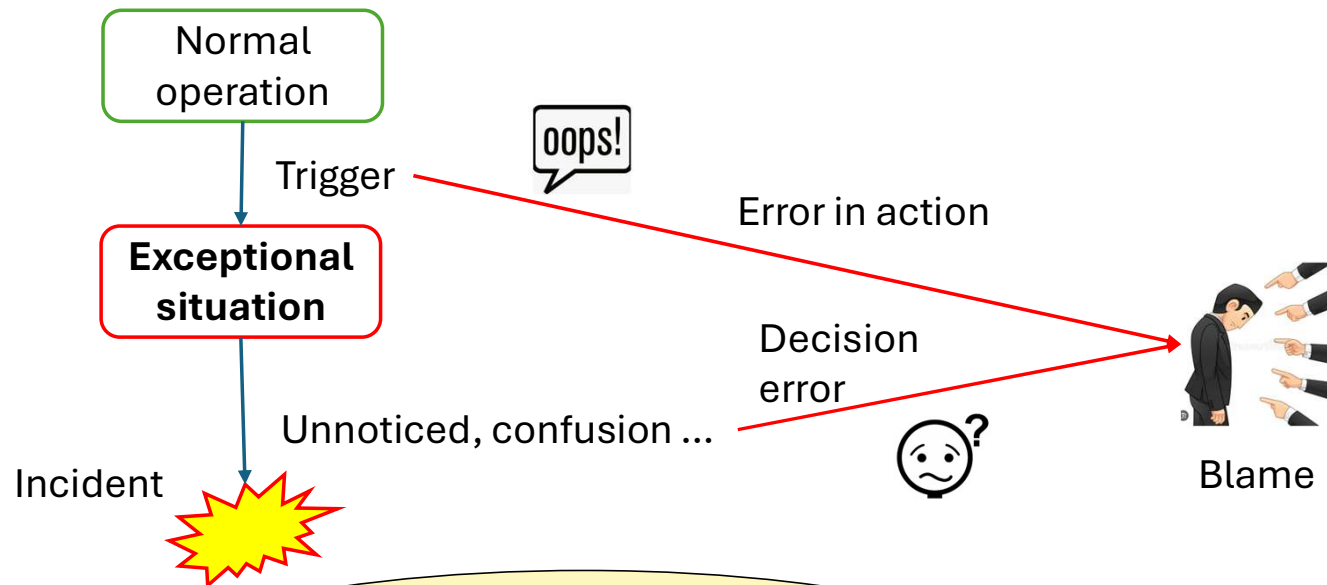 Normal
operation
oops!
Trigger
Error in action
Exceptional
situation
Decision
error
Unnoticed, confusion ...
?
Incident
Blame